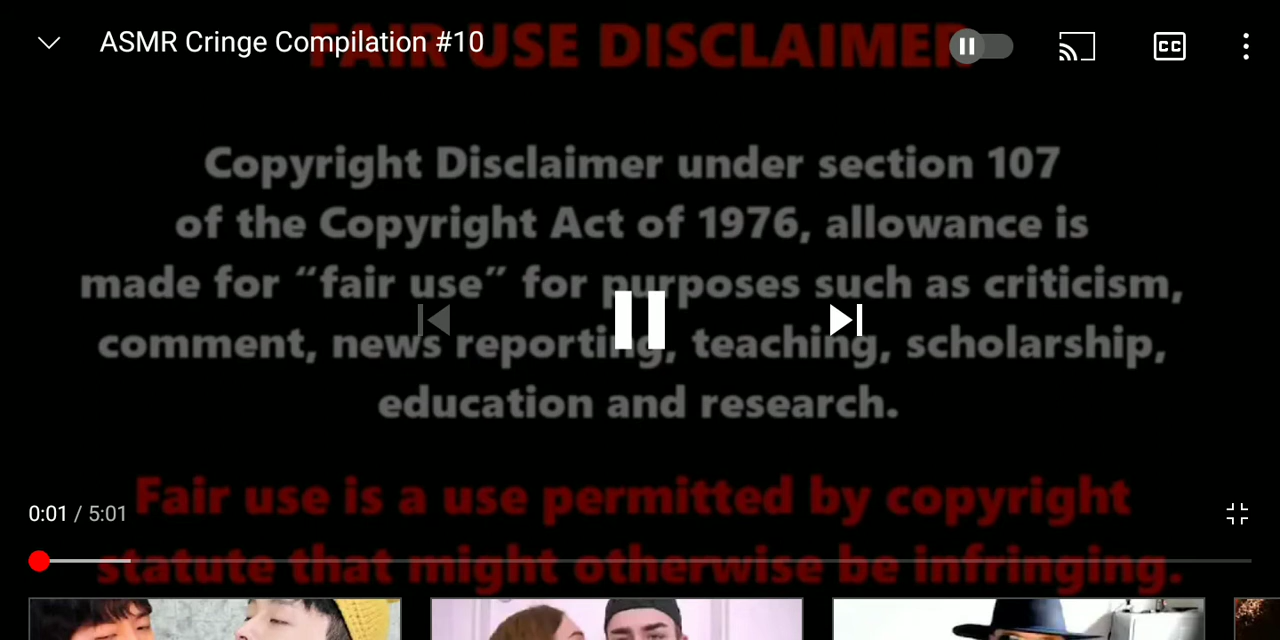 ASMR Cringe Compilation #10
FAIR USE DISCLAIMER
CC
Copyright Disclaimer under section 107
of the Copyright Act of 1976, allowance is
made for “fair use” for purposes such as criticism,
comment, news reporting, teaching, scholarship,
education and research.
Fair use is a use permitted by copyright
0:01 / 5:01
statute that might otherwise be infringing.